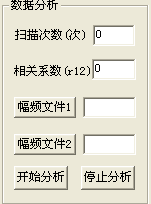 数据分析
扫描次数(次) 0
相关系数(r12) 0
幅频文件1
幅频文件2
开始分析 停止分析